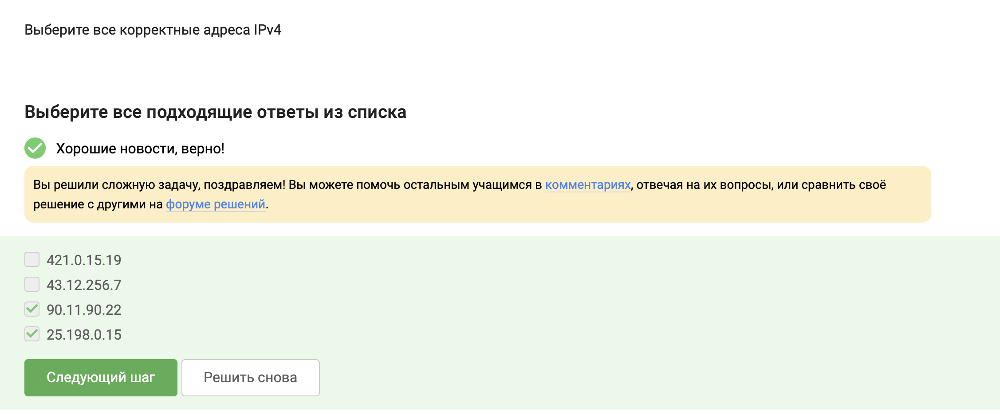 Выберите все корректные адреса IPv4
Выберите все подходящие ответы из списка
Хорошие новости, верно!
Вы решили сложную задачу, поздравляем! Вы можете помочь остальным учащимся в комментариях, отвечая на их вопросы, или сравнить своё
решение с другими на форуме решений.
421.0.15.19
43.12.256.7
90.11.90.22
25.198.0.15
Следующий шаг
Решить снова